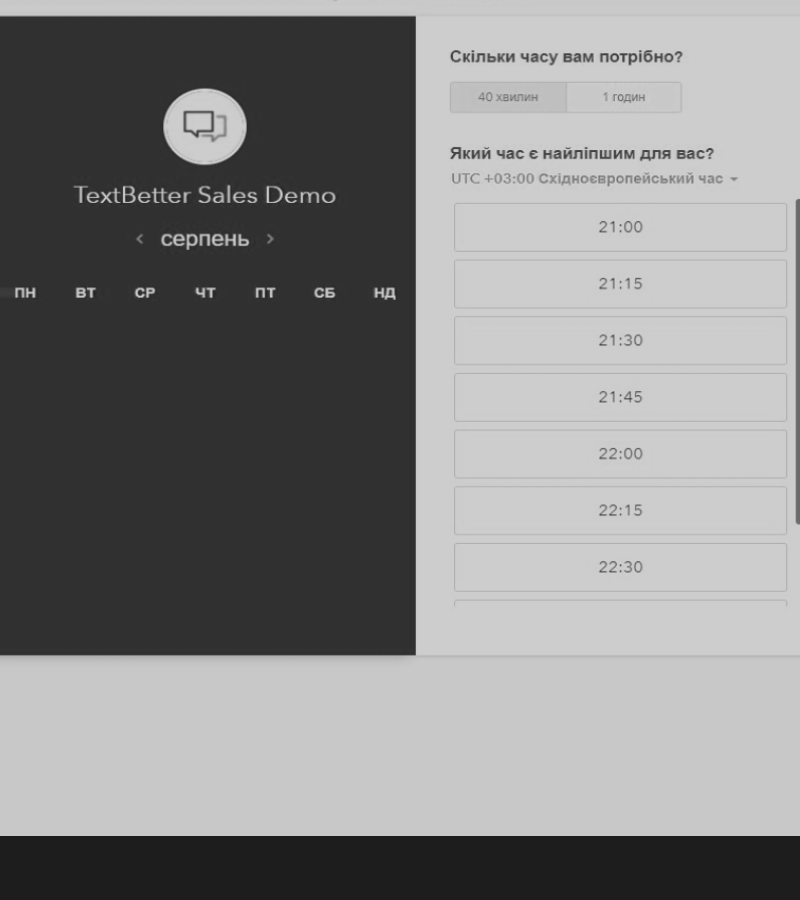 TextBetter Sales Demo
серпень
ПН ВТ СР ЧТ ПТ СБ НД
Скільки часу вам потрібно?
40 хвилин 1 годин
Який час є найліпшим для вас?
UTC +03:00 Східноєвропейський час
21:00
21:15
21:30
21:45
22:00
22:15
22:30